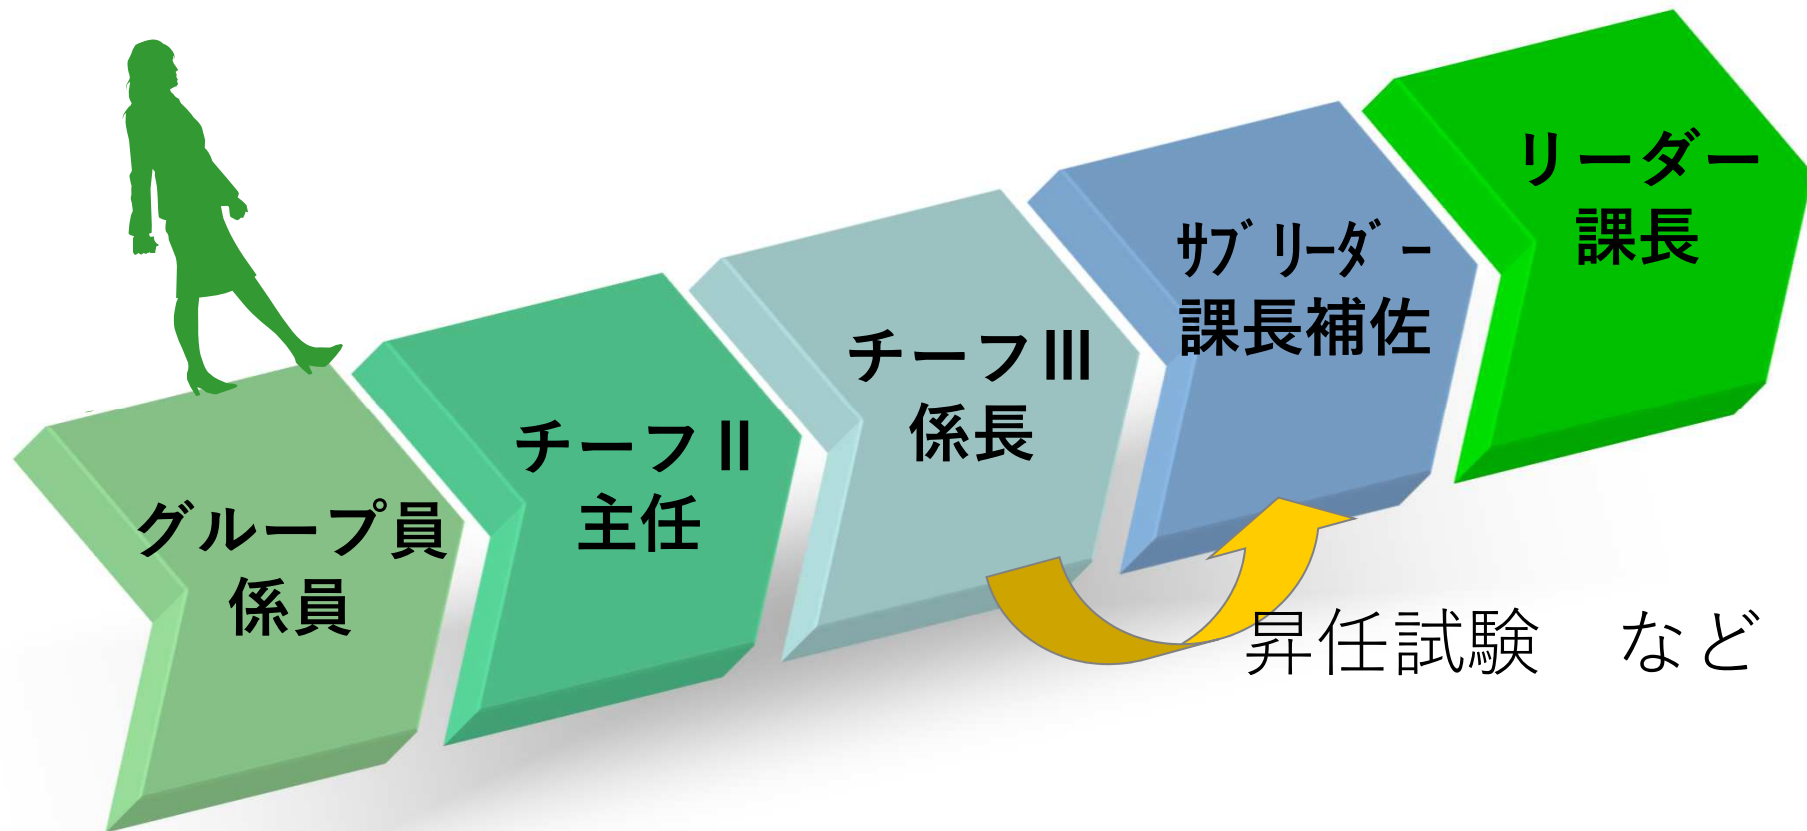 グループ員
係員
チーフⅡ
主任
チーフⅢ
係長
ｻﾌﾞﾘｰﾀﾞｰ
課長補佐
リーダー
課長
昇任試験　など